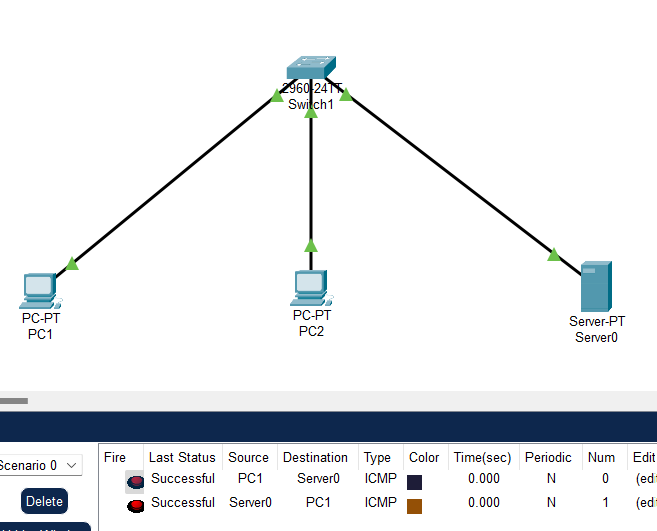 2960-24TT
Switch1
PC-PT
PC1
PC-PT
PC2
Server-PT
Server0
Scenario 0
Delete
Fire Last Status Source Destination Type Color Time(sec) Periodic Num Edit
Successful PC1 Server0 ICMP 0.000 N 0 (edi
Successful Server0 PC1 ICMP 0.000 N 1 (edi